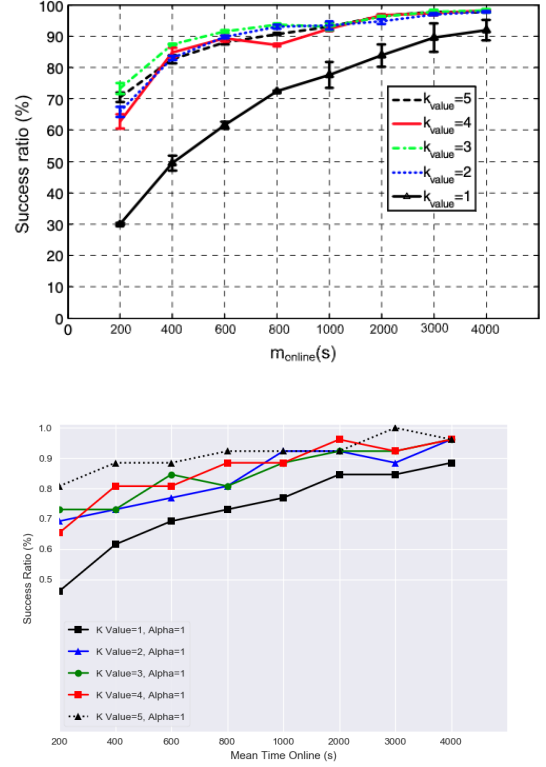 100
90
80
70
60
50
40
30
20
10
0
0
200
400
600
800
1000
2000
3000
4000
Success ratio (%)
m_online(s)
k_value=5
k_value=4
k_value=3
k_value=2
k_value=1
1.0
0.9
0.8
0.7
0.6
0.5
Success Ratio (%)
K Value=1, Alpha=1
K Value=2, Alpha=1
K Value=3, Alpha=1
K Value=4, Alpha=1
K Value=5, Alpha=1
200
400
600
800
1000
2000
3000
4000
Mean Time Online (s)